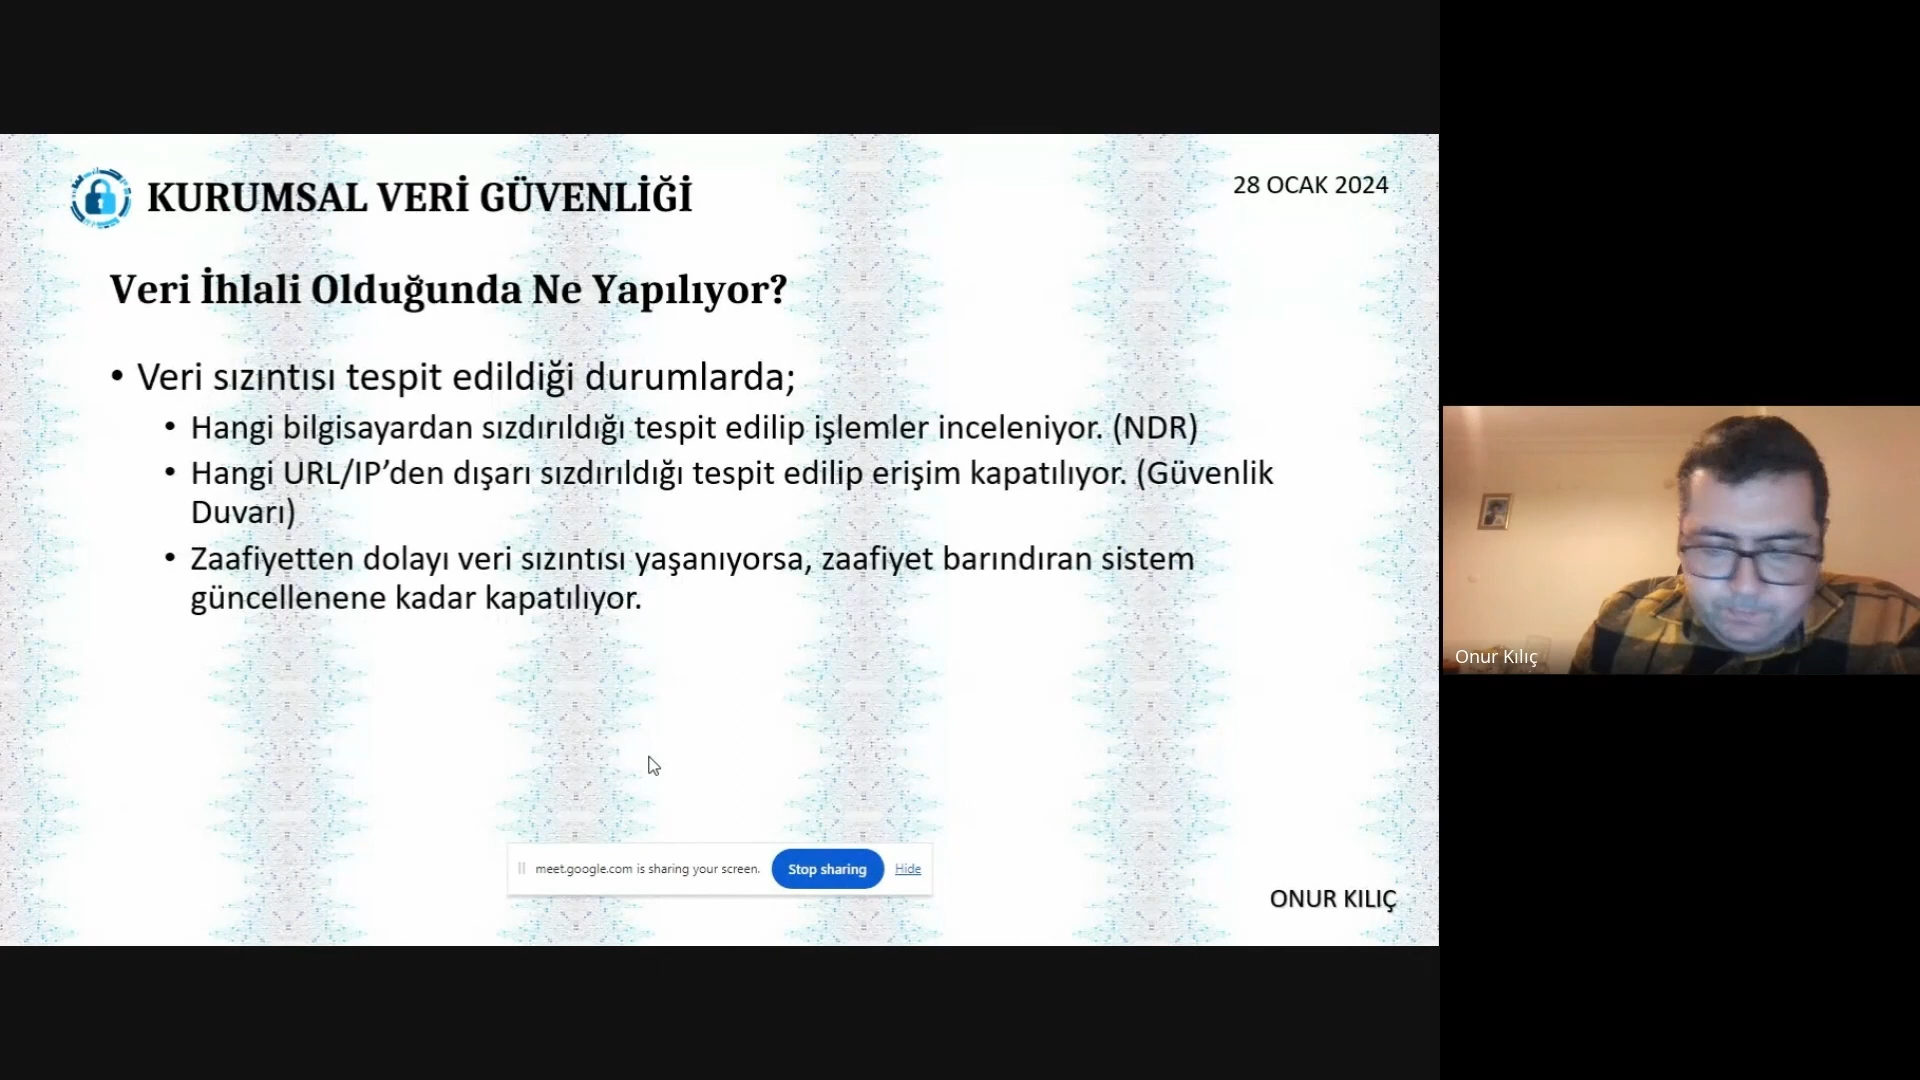 KURUMSAL VERİ GÜVENLİĞİ
28 OCAK 2024
Veri İhlali Olduğunda Ne Yapılıyor?
• Veri sızıntısı tespit edildiği durumlarda;
• Hangi bilgisayardan sızdırıldığı tespit edilip işlemler inceleniyor. (NDR)
• Hangi URL/IP’den dışarı sızdırıldığı tespit edilip erişim kapatılıyor. (Güvenlik
Duvarı)
• Zaafiyetten dolayı veri sızıntısı yaşanıyorsa, zaafiyet barındıran sistem
güncellenene kadar kapatılıyor.
meet.google.com is sharing your screen. Stop sharing Hide
ONUR KILIÇ
Onur Kılıç